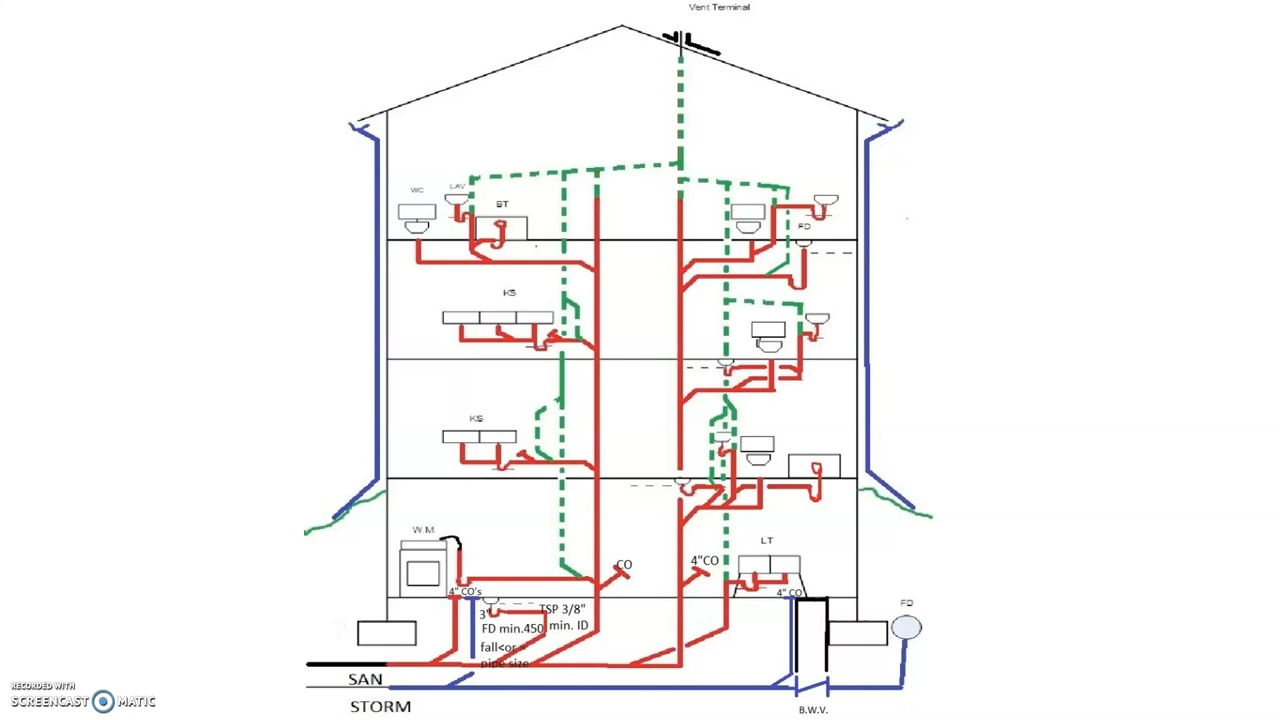 Vent Terminal
WC
LAV
BT
FD
KS
KS
W.M.
CO
4"CO
LT
4" CO's
4" CO
3"
FD min.450
fall<or =
pipe size
TSP 3/8"
min. ID
FD
SAN
STORM
B.W.V.
RECORDED WITH
SCREENCAST MATIC